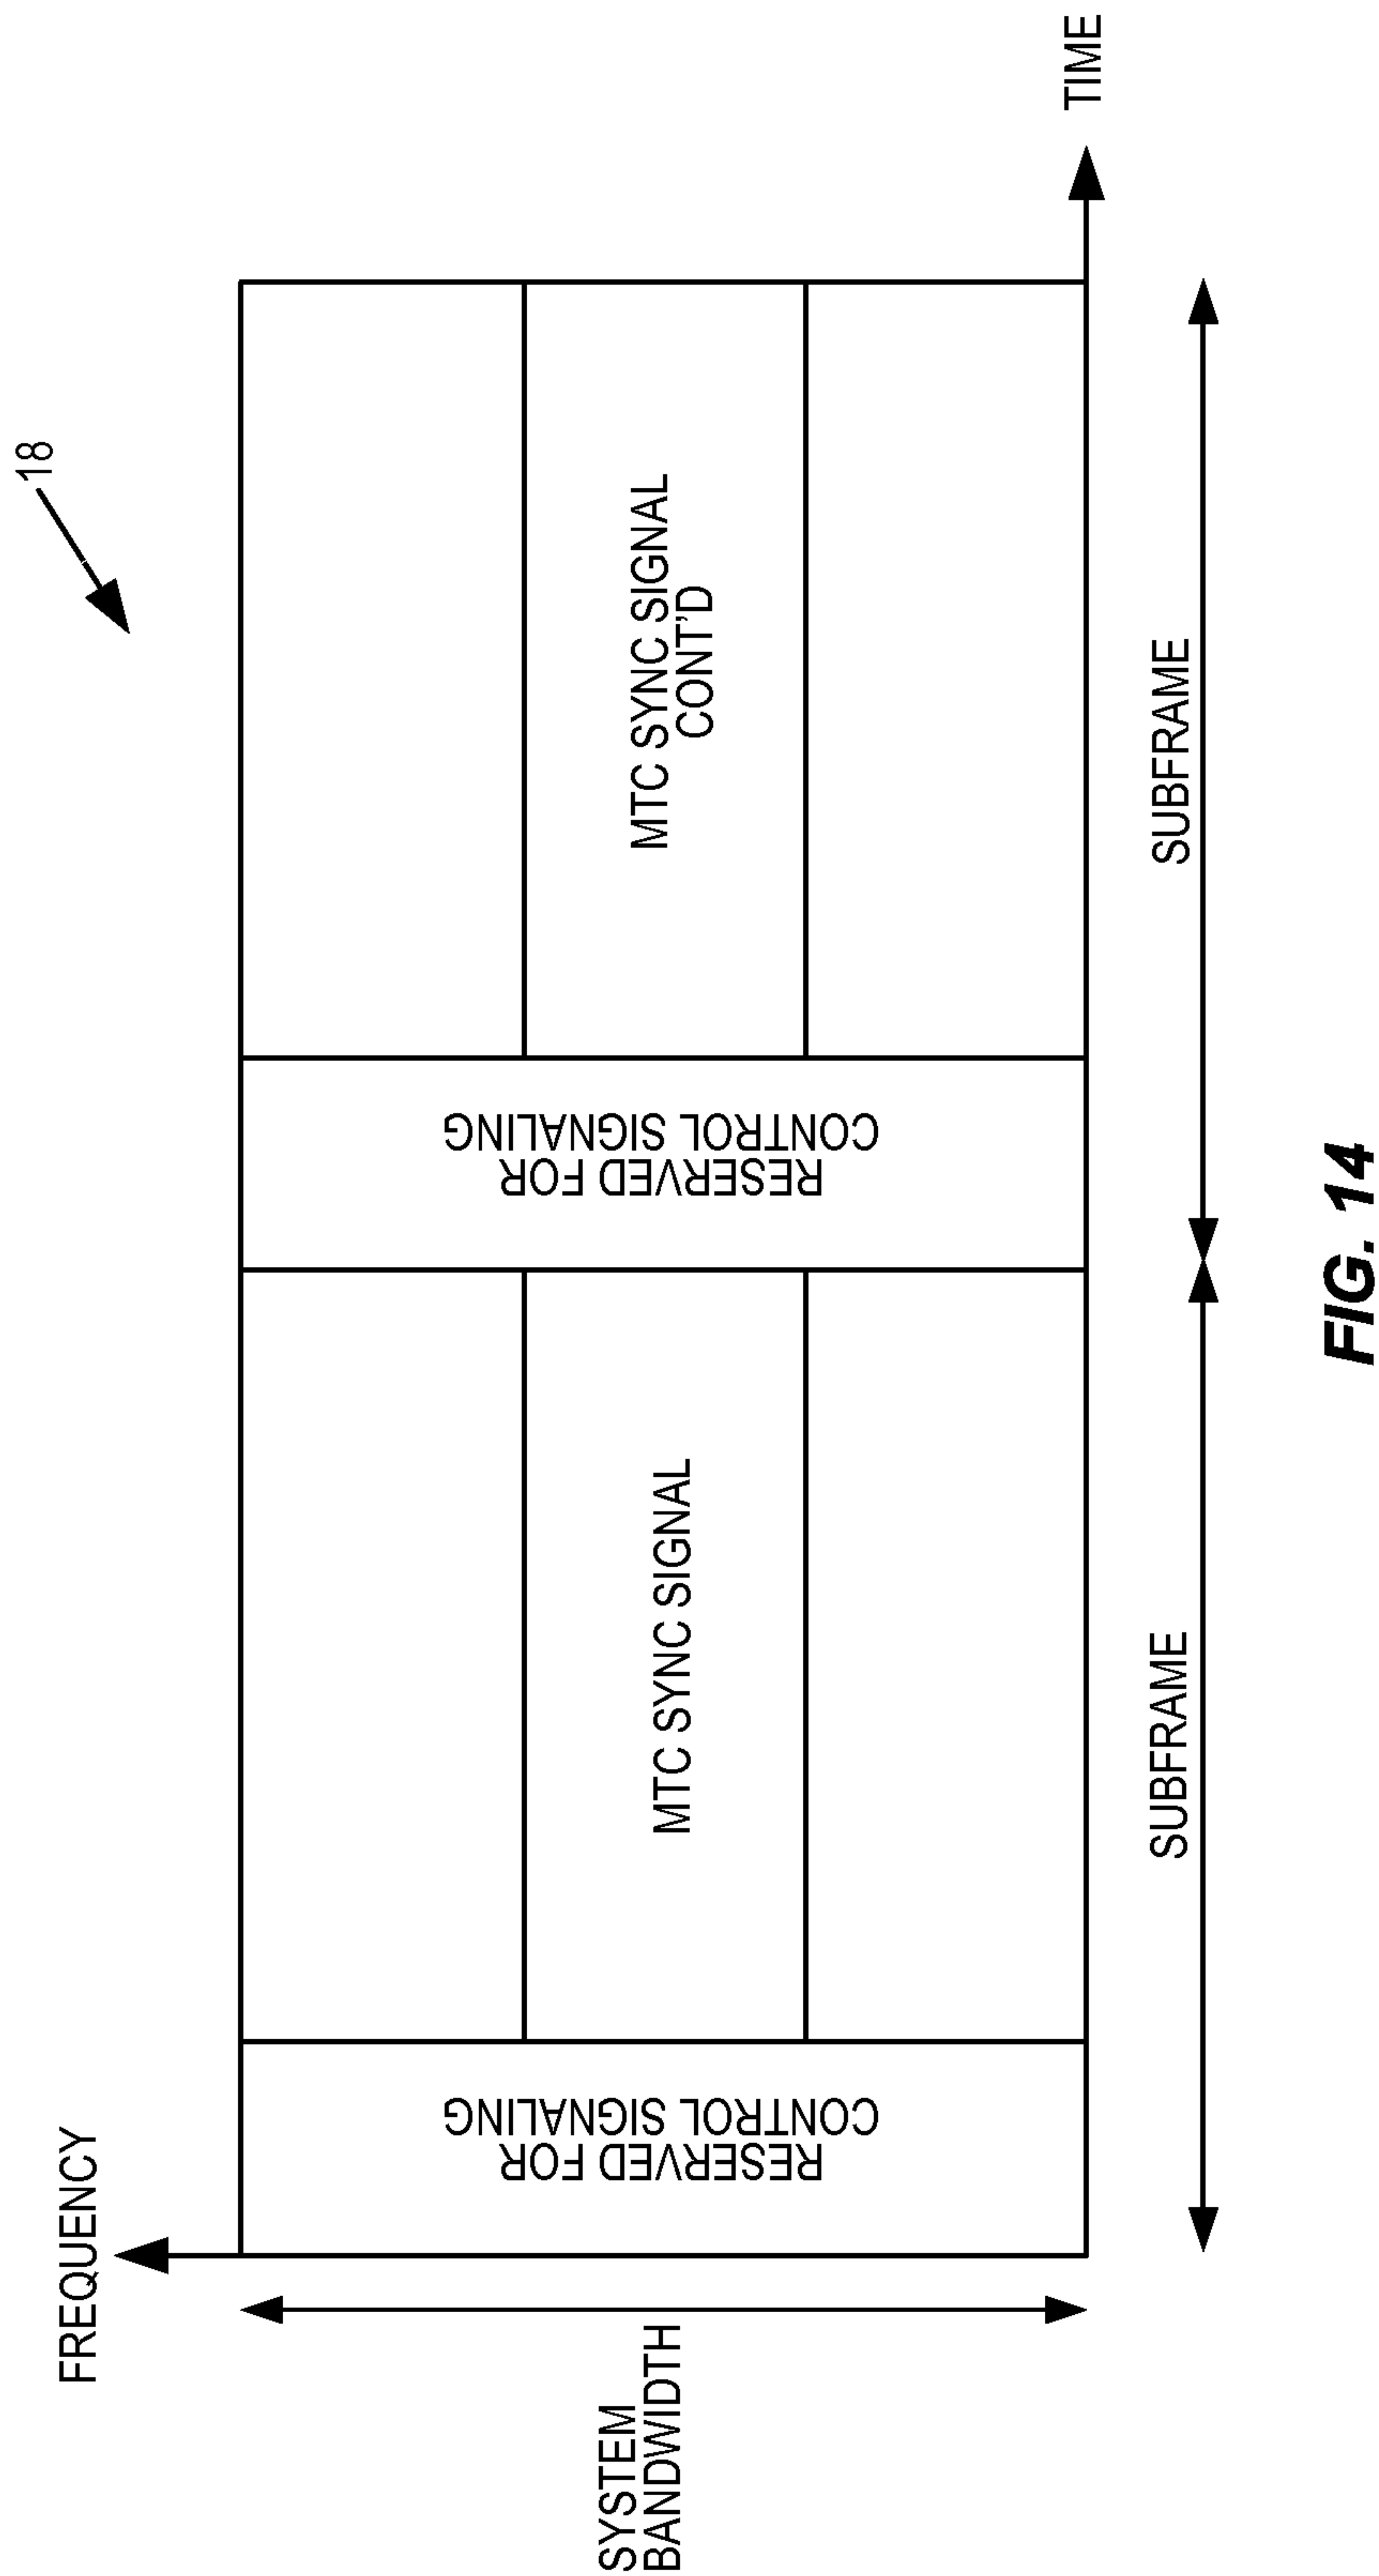 18
FREQUENCY
SYSTEM
BANDWIDTH
RESERVED FOR
CONTROL SIGNALING
MTC SYNC SIGNAL
RESERVED FOR
CONTROL SIGNALING
MTC SYNC SIGNAL
CONT'D
TIME
SUBFRAME
SUBFRAME
FIG. 14